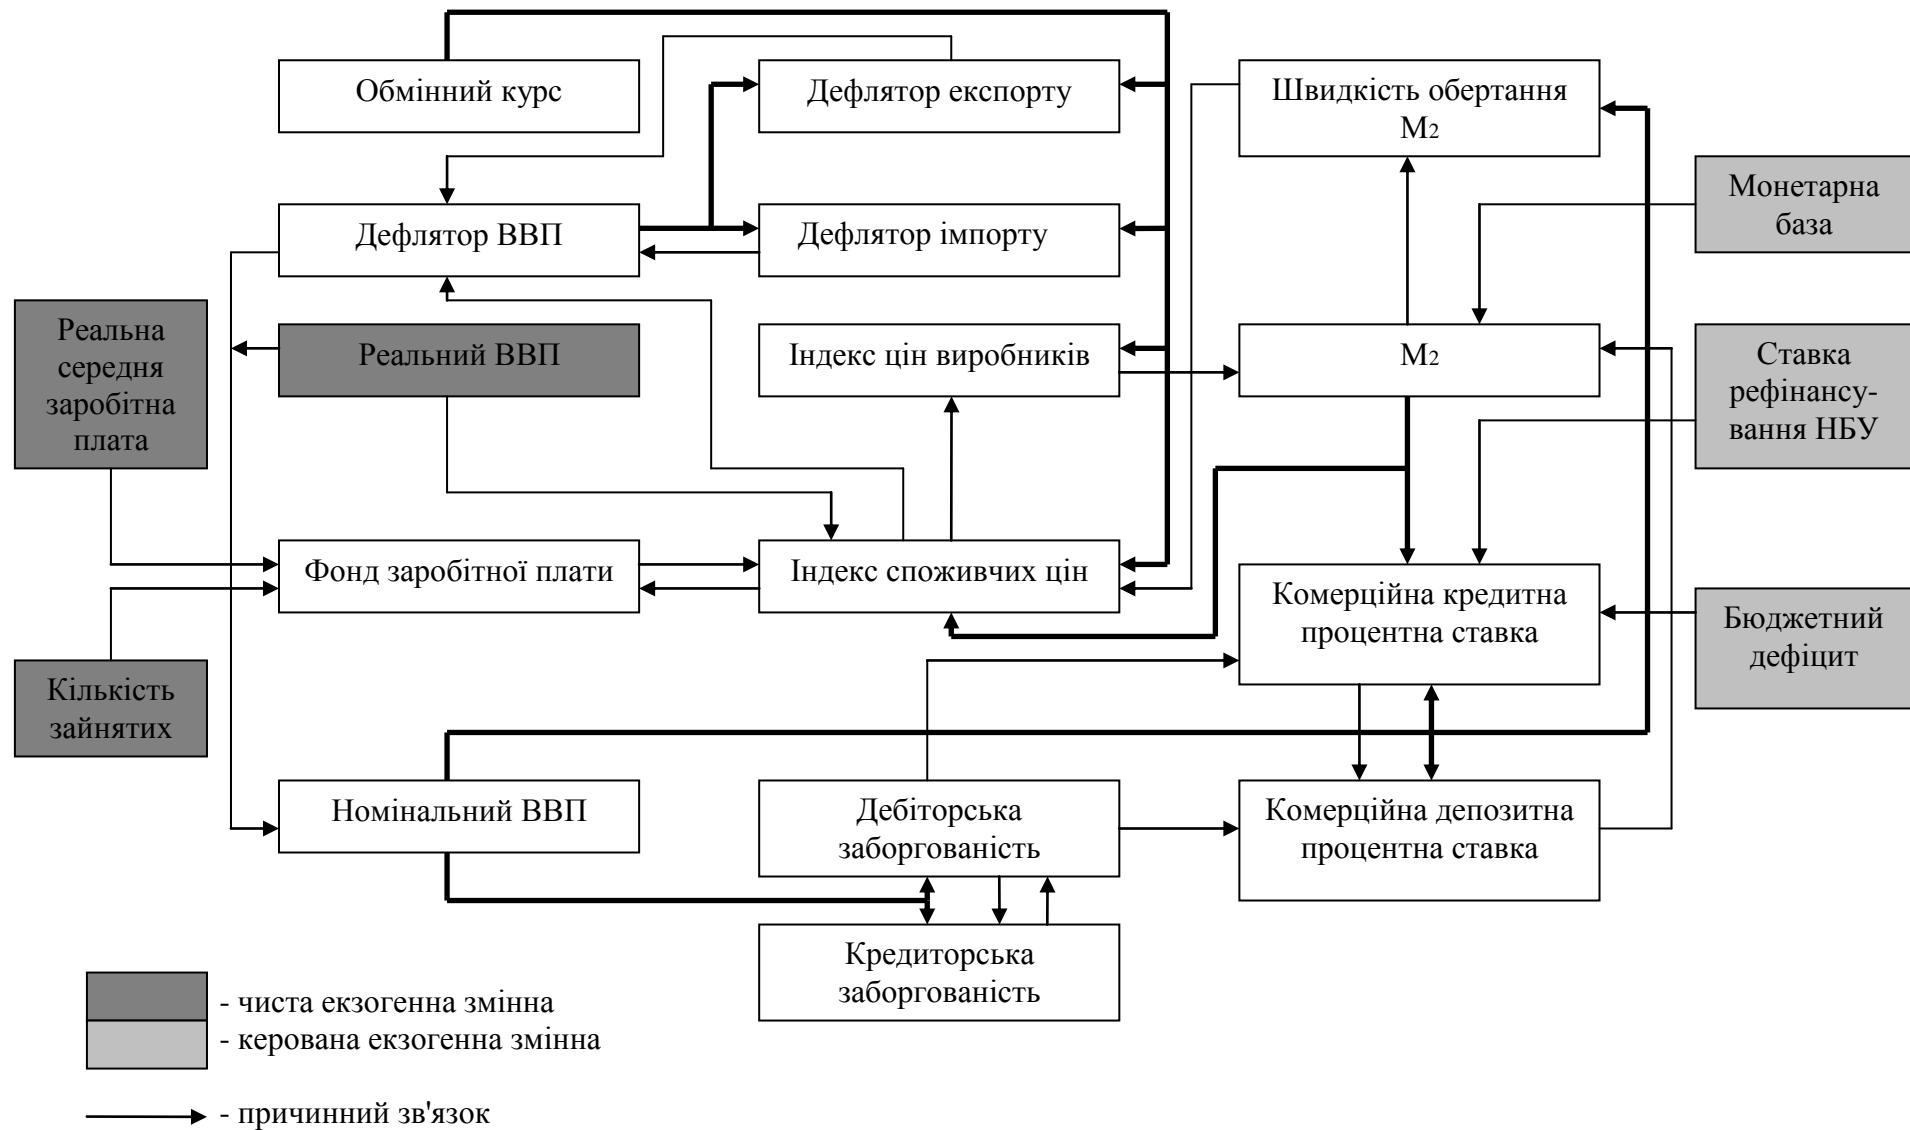 Обмінний курс
Дефлятор експорту
Швидкість обертання
М2
Монетарна
база
Дефлятор ВВП
Дефлятор імпорту
Реальна
середня
заробітна
плата
Реальний ВВП
Індекс цін виробників
М2
Ставка
рефінансу-
вання НБУ
Фонд заробітної плати
Індекс споживчих цін
Комерційна кредитна
процентна ставка
Бюджетний
дефіцит
Кількість
зайнятих
Номінальний ВВП
Дебіторська
заборгованість
Комерційна депозитна
процентна ставка
Кредиторська
заборгованість
- чиста екзогенна змінна
- керована екзогенна змінна
- причинний зв'язок